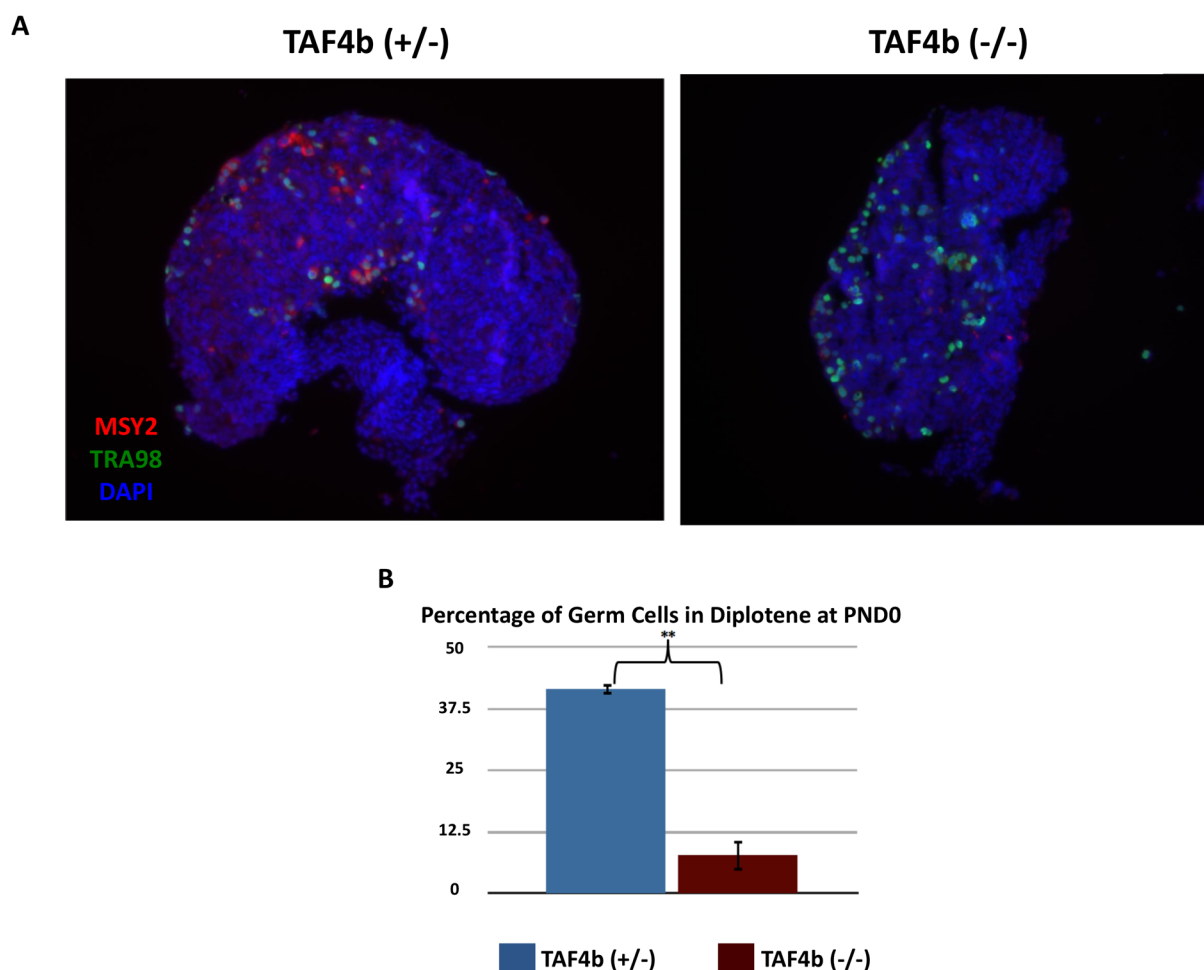 A
TAF4b (+/-)
TAF4b (-/-)
MSY2
TRA98
DAPI
B
Percentage of Germ Cells in Diplotene at PND0
**
50
37.5
25
12.5
0
TAF4b (+/-)
TAF4b (-/-)